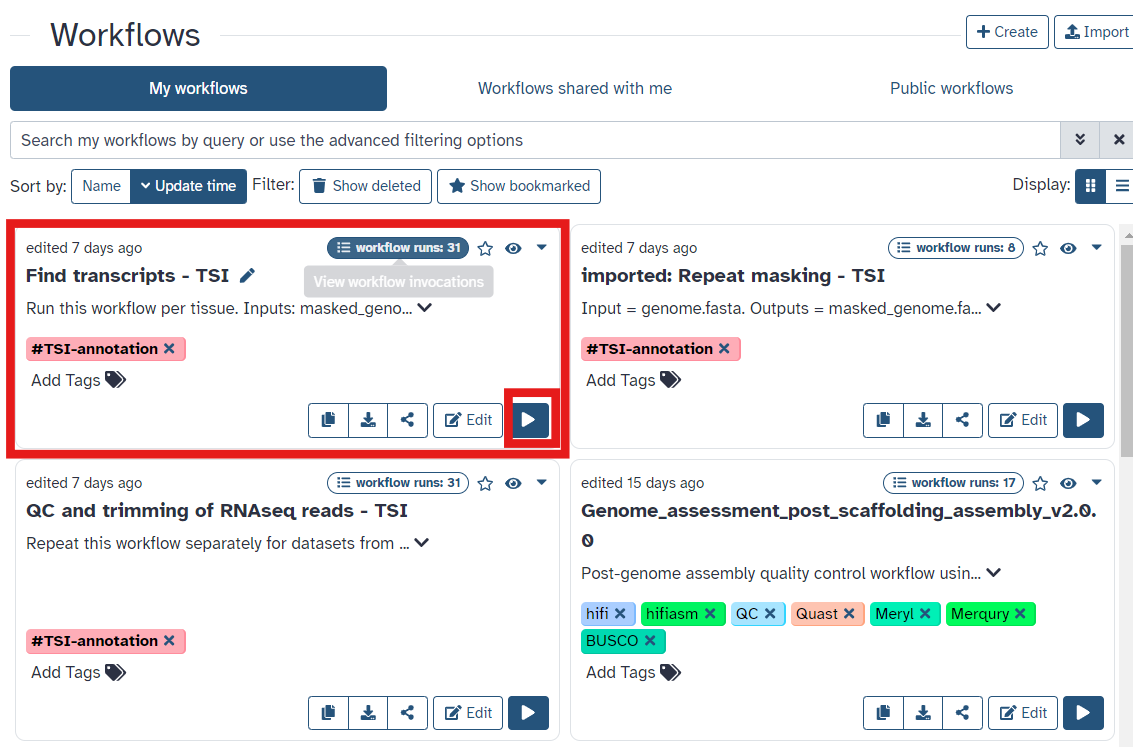 Workflows
Create
Import
My workflows
Workflows shared with me
Public workflows
Search my workflows by query or use the advanced filtering options
Sort by: Name Update time Filter: Show deleted Show bookmarked Display:
edited 7 days ago workflow runs: 31
Find transcripts - TSI
View workflow invocations
Run this workflow per tissue. Inputs: masked_geno...
#TSI-annotation
Add Tags
Edit
edited 7 days ago workflow runs: 8
imported: Repeat masking - TSI
Input = genome.fasta. Outputs = masked_genome.fa...
#TSI-annotation
Add Tags
Edit
edited 7 days ago workflow runs: 31
QC and trimming of RNAseq reads - TSI
Repeat this workflow separately for datasets from ...
#TSI-annotation
Add Tags
Edit
edited 15 days ago workflow runs: 17
Genome_assessment_post_scaffolding_assembly_v2.0.
0
Post-genome assembly quality control workflow usin...
hifi hifiasm QC Quast Meryl Merqury
BUSCO
Add Tags
Edit